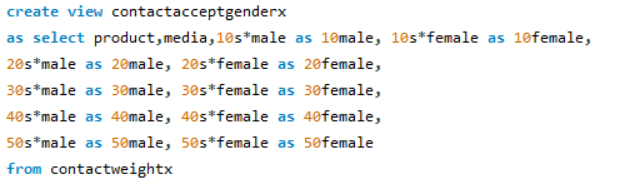 create view contactacceptgenderx
as select product,media,10s*male as 10male, 10s*female as 10female,
20s*male as 20male, 20s*female as 20female,
30s*male as 30male, 30s*female as 30female,
40s*male as 40male, 40s*female as 40female,
50s*male as 50male, 50s*female as 50female
from contactweightx